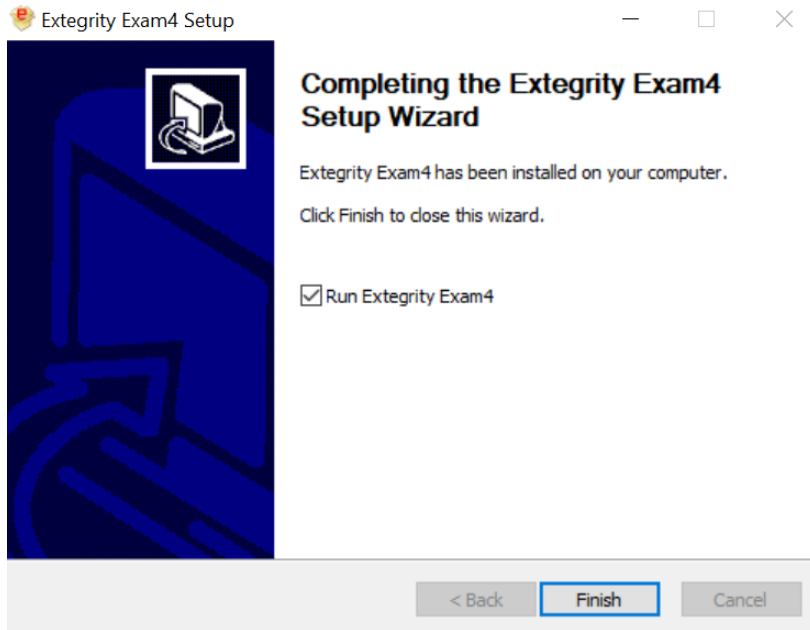 Extegrity Exam4 Setup
Completing the Extegrity Exam4
Setup Wizard
Extegrity Exam4 has been installed on your computer.
Click Finish to close this wizard.
Run Extegrity Exam4
< Back
Finish
Cancel